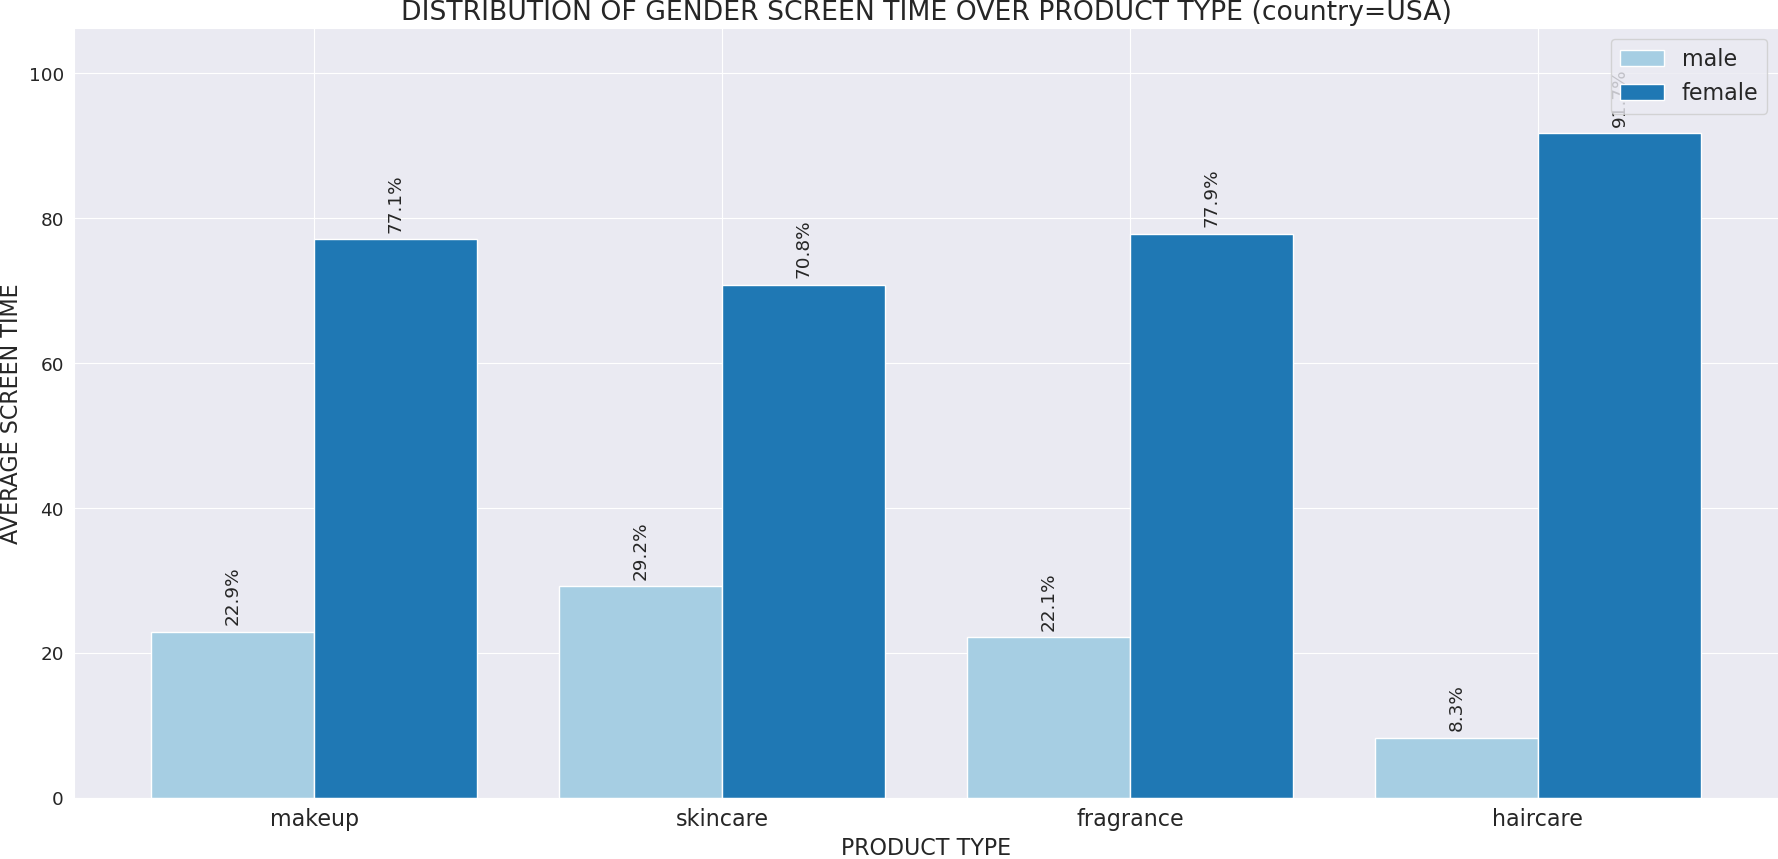 DISTRIBUTION OF GENDER SCREEN TIME OVER PRODUCT TYPE (country=USA)
male
female
100
80
60
40
20
0
AVERAGE SCREEN TIME
22.9%
77.1%
29.2%
70.8%
22.1%
77.9%
8.3%
91.7%
makeup
skincare
fragrance
haircare
PRODUCT TYPE